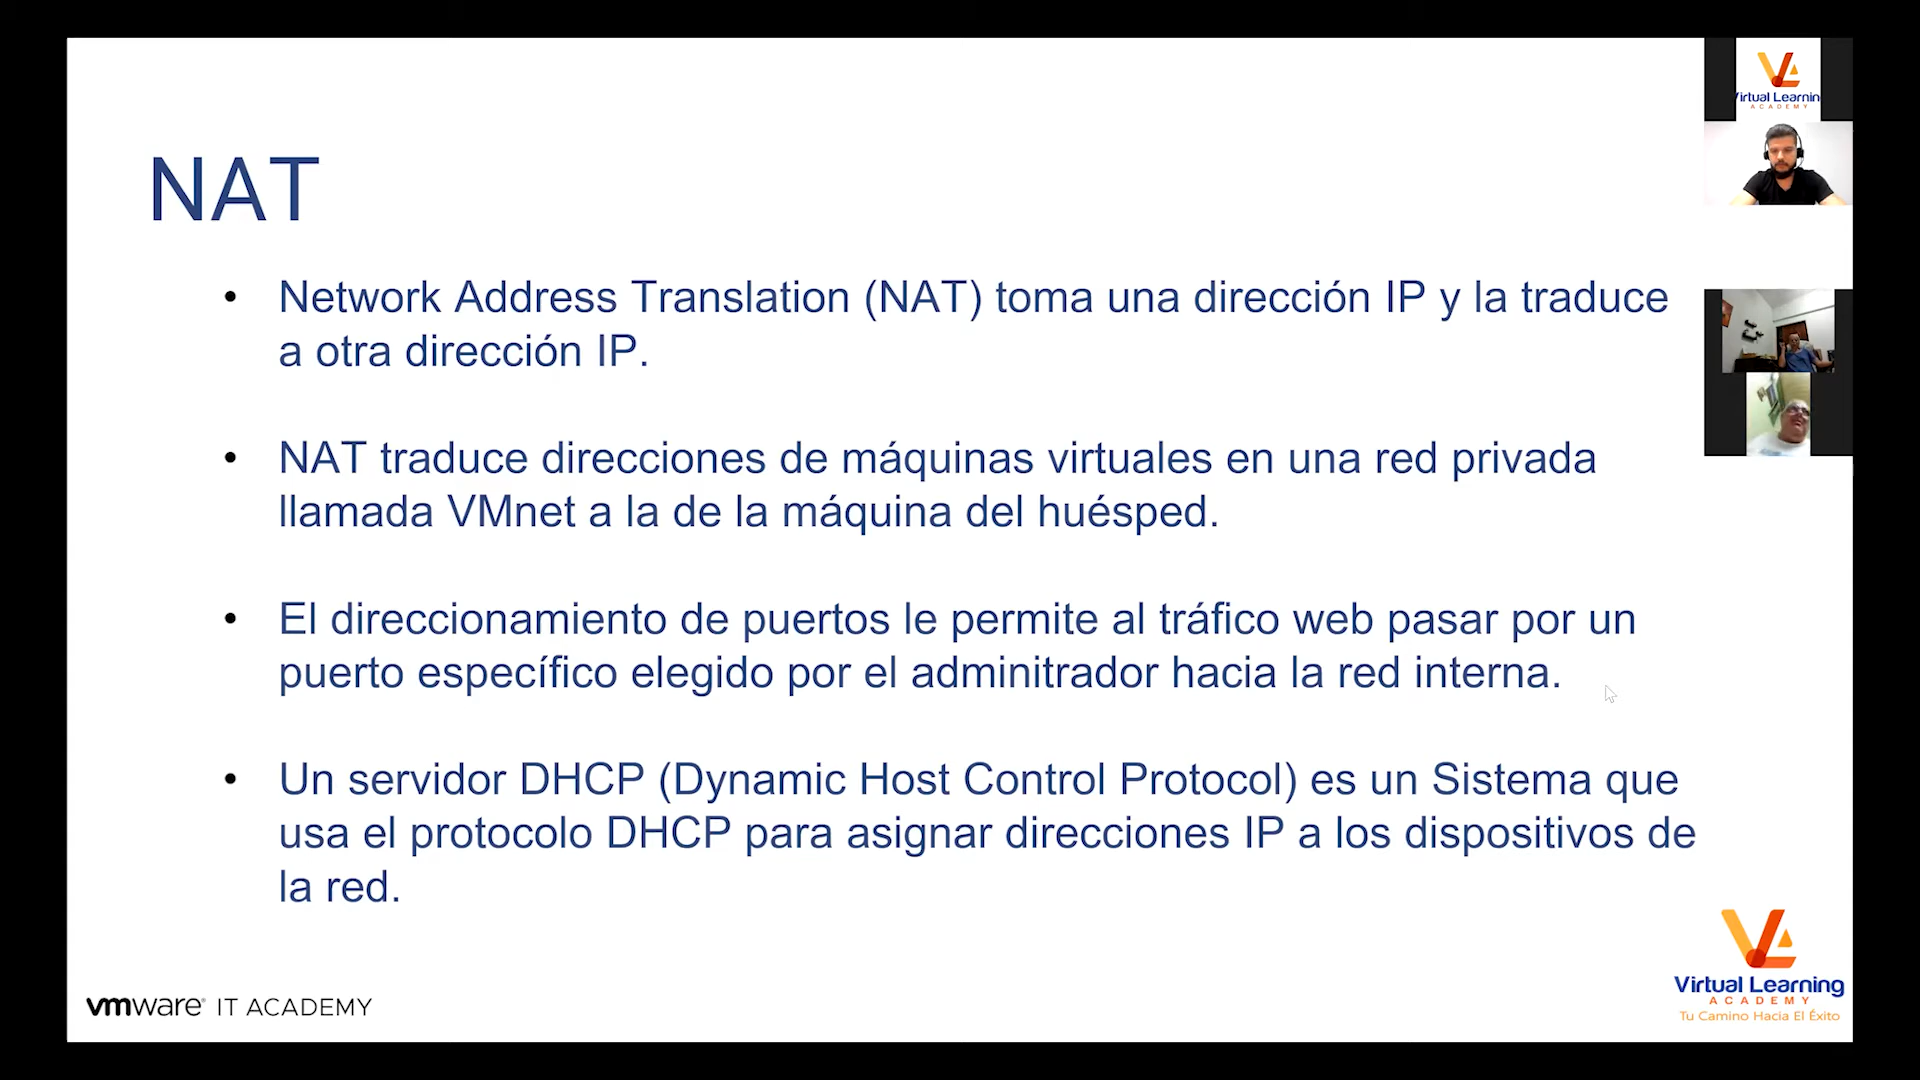 NAT
• Network Address Translation (NAT) toma una dirección IP y la traduce
a otra dirección IP.
• NAT traduce direcciones de máquinas virtuales en una red privada
llamada VMnet a la de la máquina del huésped.
• El direccionamiento de puertos le permite al tráfico web pasar por un
puerto específico elegido por el adminitrador hacia la red interna.
• Un servidor DHCP (Dynamic Host Control Protocol) es un Sistema que
usa el protocolo DHCP para asignar direcciones IP a los dispositivos de
la red.
vmware® IT ACADEMY
Virtual Learning
ACADEMY
Tu Camino Hacia El Éxito
Virtual Learnin
ACADEMY